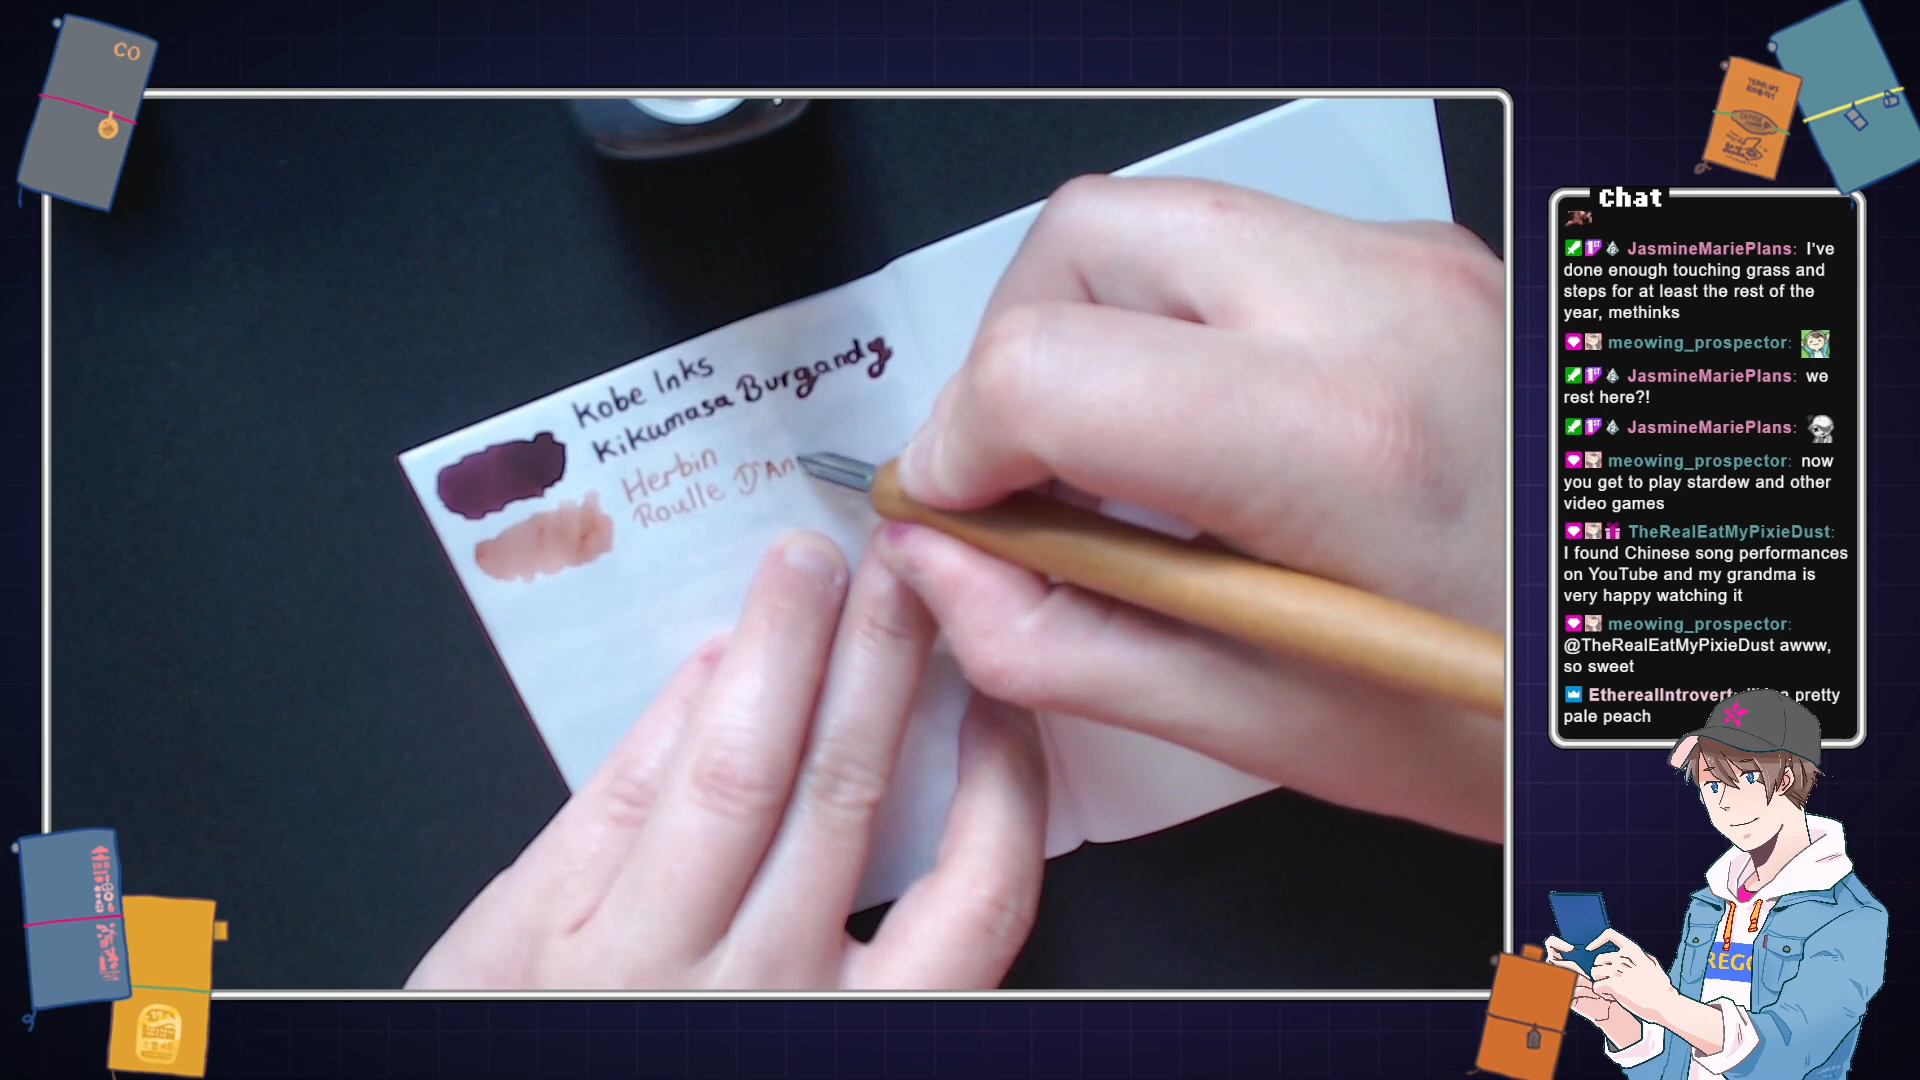 CO
Kobe Inks
Kikumasa Burgandy
Herbin
Roulle D'An
chat
JasmineMariePlans: I've
done enough touching grass and
steps for at least the rest of the
year, methinks
meowing_prospector:
JasmineMariePlans: we
rest here?!
JasmineMariePlans:
meowing_prospector: now
you get to play stardew and other
video games
TheRealEatMyPixieDust:
I found Chinese song performances
on YouTube and my grandma is
very happy watching it
meowing_prospector:
@TheRealEatMyPixieDust awww,
so sweet
EtherealIntrovert pretty
pale peach